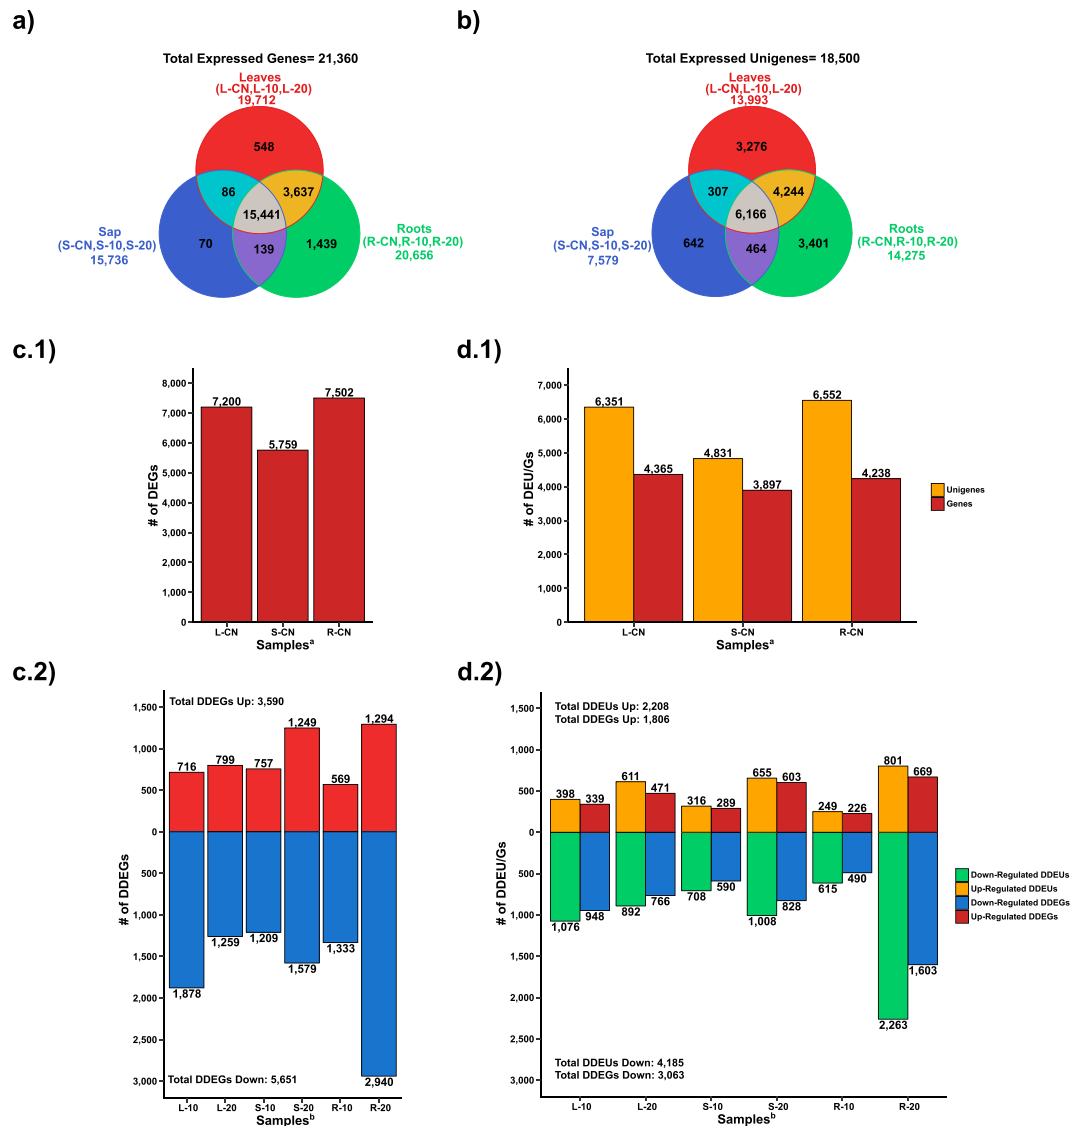 a)
Total Expressed Genes= 21,360
Leaves
(L-CN,L-10,L-20)
19,712
548
86
3,637
15,441
70
139
1,439
Sap
(S-CN,S-10,S-20)
15,736
Roots
(R-CN,R-10,R-20)
20,656
b)
Total Expressed Unigenes= 18,500
Leaves
(L-CN,L-10,L-20)
13,993
3,276
307
4,244
6,166
642
464
3,401
Sap
(S-CN,S-10,S-20)
7,579
Roots
(R-CN,R-10,R-20)
14,275
c.1)
# of DEGs
8,000
7,000
6,000
5,000
4,000
3,000
2,000
1,000
0
7,200
5,759
7,502
L-CN
S-CN
R-CN
Samplesa
d.1)
# of DEU/Gs
7,000
6,000
5,000
4,000
3,000
2,000
1,000
0
6,351
4,365
4,831
3,897
6,552
4,238
L-CN
S-CN
R-CN
Samplesa
Unigenes
Genes
c.2)
Total DDEGs Up: 3,590
# of DDEGs
1,500
1,000
500
0
500
1,000
1,500
2,000
2,500
3,000
716
799
757
1,249
569
1,294
1,878
1,259
1,209
1,579
1,333
2,940
Total DDEGs Down: 5,651
L-10
L-20
S-10
S-20
R-10
R-20
Samplesb
d.2)
Total DDEUs Up: 2,208
Total DDEGs Up: 1,806
# of DDEU/Gs
1,500
1,000
500
0
500
1,000
1,500
2,000
2,500
3,000
398
339
611
471
316
289
655
603
249
226
801
669
1,076
948
892
766
708
590
1,008
828
615
490
2,263
1,603
Total DDEUs Down: 4,185
Total DDEGs Down: 3,063
L-10
L-20
S-10
S-20
R-10
R-20
Samplesb
Down-Regulated DDEUs
Up-Regulated DDEUs
Down-Regulated DDEGs
Up-Regulated DDEGs